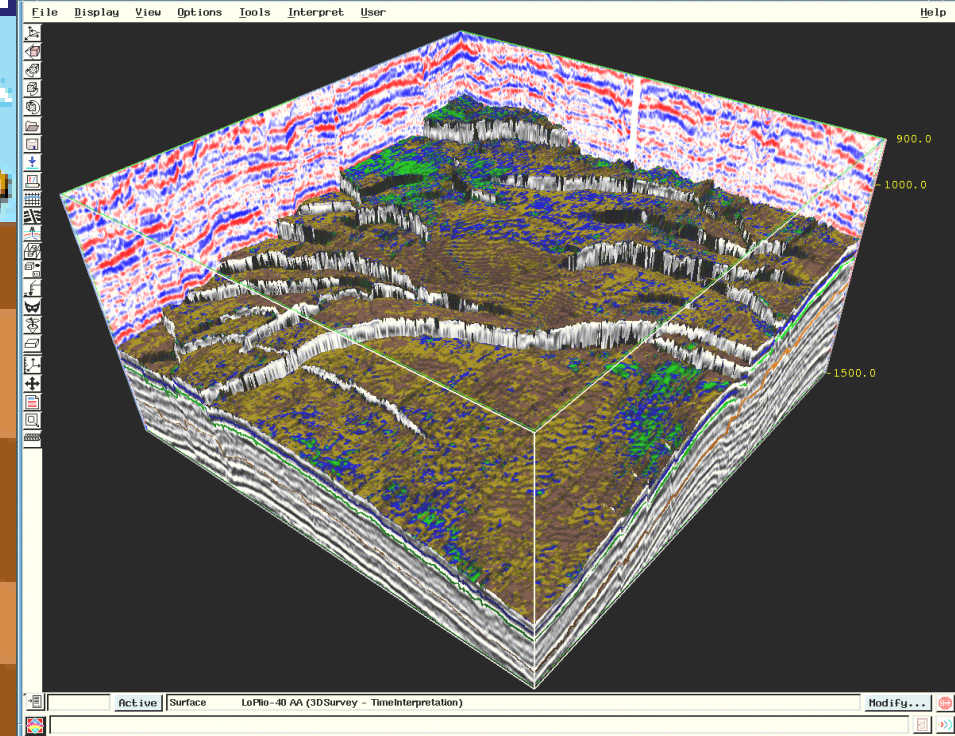 File Display View Options Tools Interpret User Help
900.0
1000.0
1500.0
Active Surface LoPlio-40 AA (3DSurvey - TimeInterpretation) Modify...